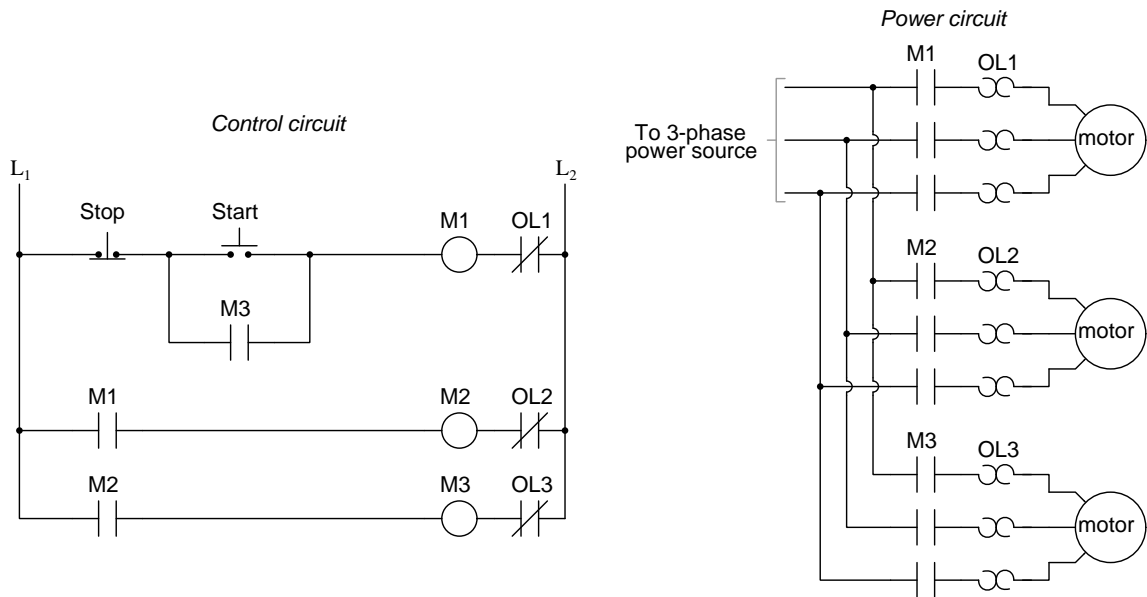 Power circuit
M1
OL1
To 3-phase
power source
motor
Control circuit
L1
L2
Stop
Start
M1
OL1
M3
M2
OL2
motor
M1
M2
OL2
M2
M3
OL3
M3
OL3
motor